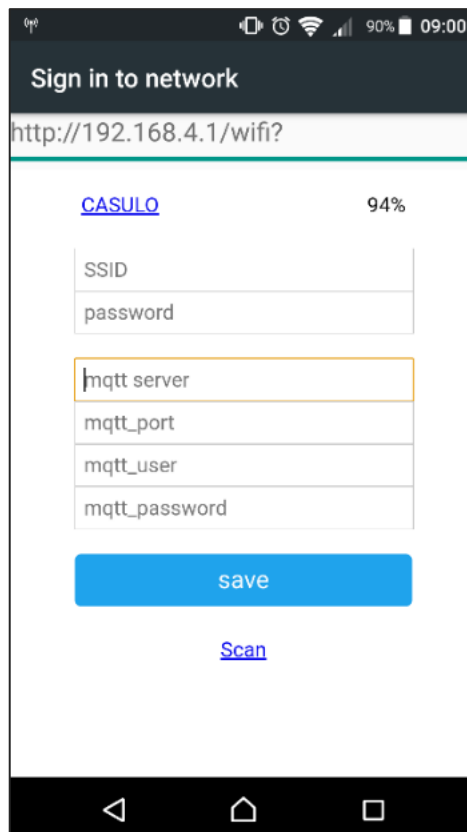 90% 09:00
Sign in to network
http://192.168.4.1/wifi?
CASULO 94%
SSID
password
mqtt server
mqtt_port
mqtt_user
mqtt_password
save
Scan